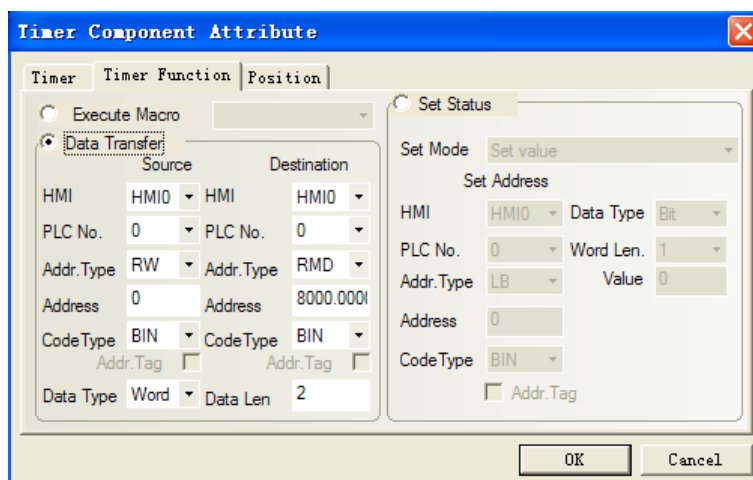 Timer Component Attribute
Timer Timer Function Position
Execute Macro
Data Transfer
Source Destination
HMI HMI0 HMI HMI0
PLC No. 0 PLC No. 0
Addr.Type RW Addr.Type RMD
Address 0 Address 8000.000
CodeType BIN CodeType BIN
Addr.Tag Addr.Tag
Data Type Word Data Len 2
Set Status
Set Mode Set value
Set Address
HMI HMI0 Data Type Bit
PLC No. 0 Word Len. 1
Addr.Type LB Value 0
Address 0
CodeType BIN
Addr.Tag
OK Cancel